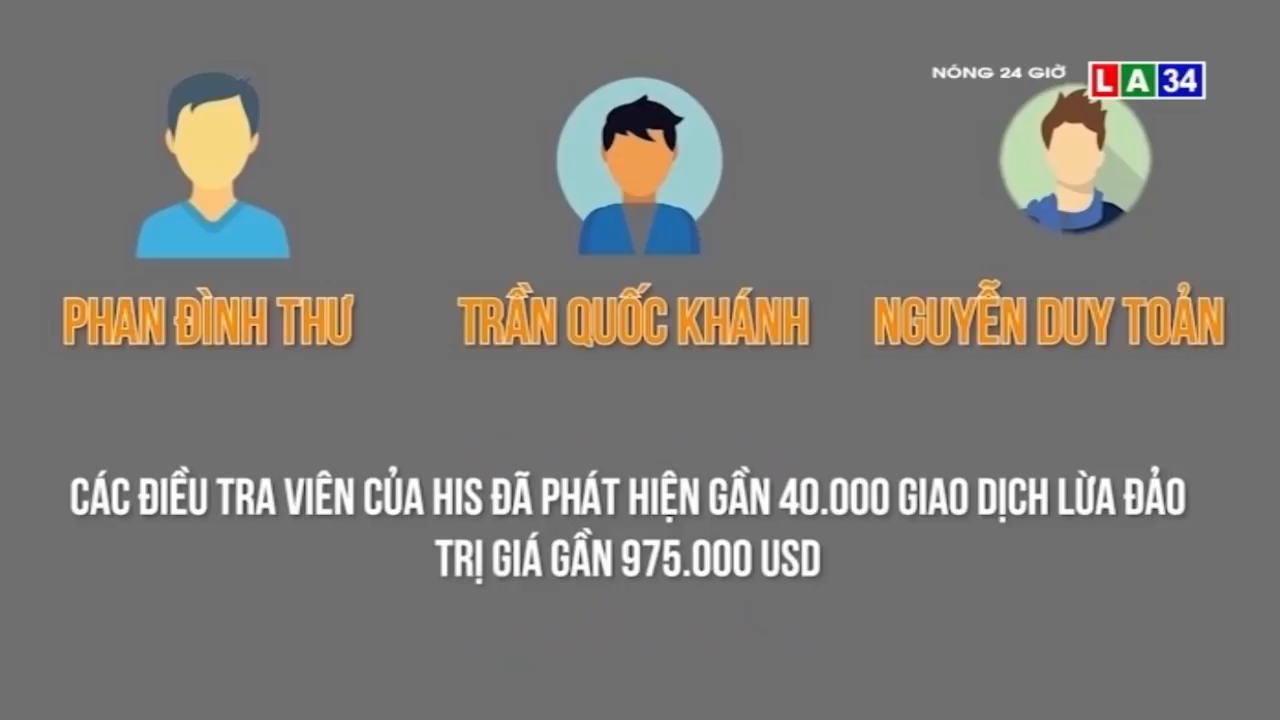 NÓNG 24 GIỜ
LA34
PHAN ĐÌNH THƯ
TRẦN QUỐC KHÁNH
NGUYỄN DUY TOẢN
CÁC ĐIỀU TRA VIÊN CỦA HIS ĐÃ PHÁT HIỆN GẦN 40.000 GIAO DỊCH LỪA ĐẢO
TRỊ GIÁ GẦN 975.000 USD